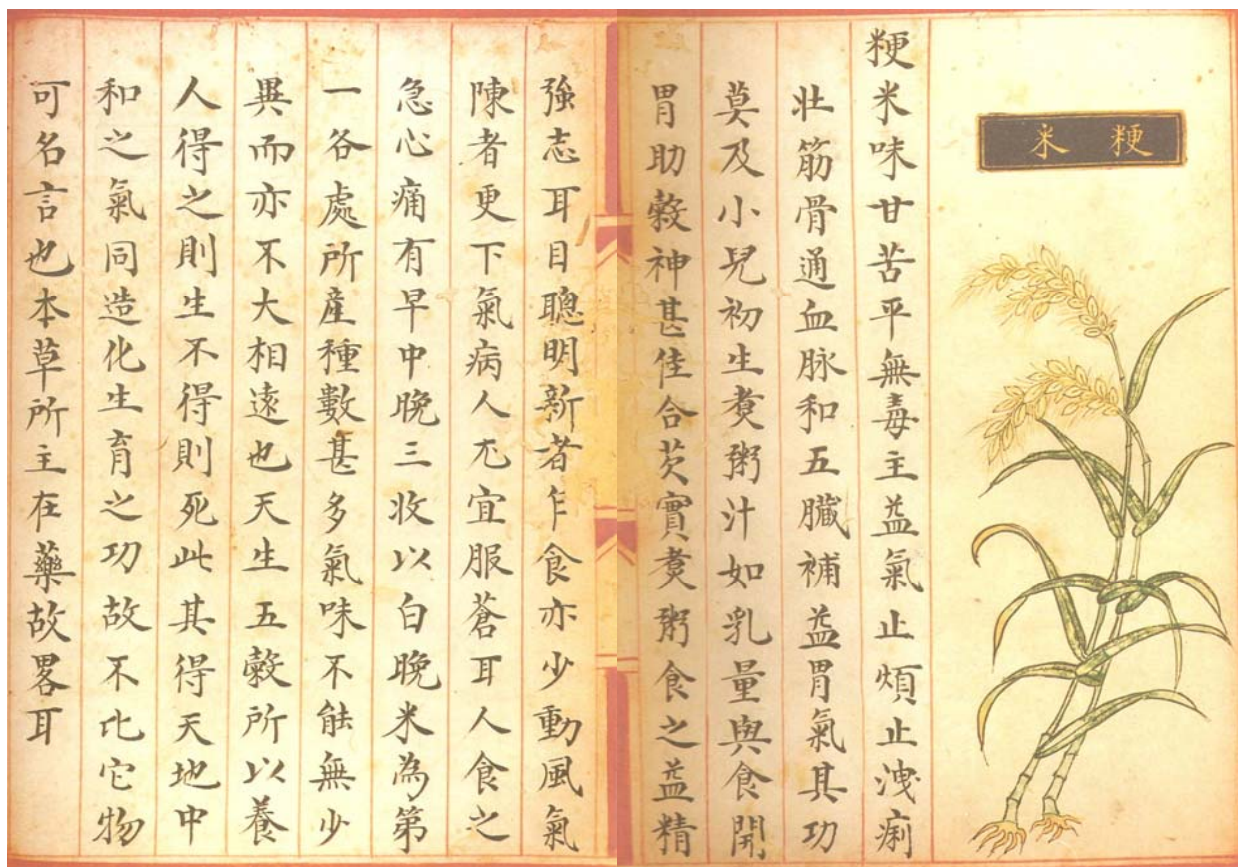 粳米
粳米味甘苦平無毒主益氣止煩止洩痢
壯筋骨通血脉和五臟補益胃氣其功
莫及小兒初生煑粥汁如乳量與食開
胃助穀神甚佳合芡實煑粥食之益精
強志耳目聰明新者乍食亦少動風氣
陳者更下氣病人尤宜服蒼耳人食之
急心痛有早中晚三收以白晚米為第
一各處所産種數甚多氣味不能無少
異而亦不大相遠也天生五穀所以養
人得之則生不得則死此其得天地中
和之氣同造化生育之功故不比它物
可名言也本草所主在藥故畧耳